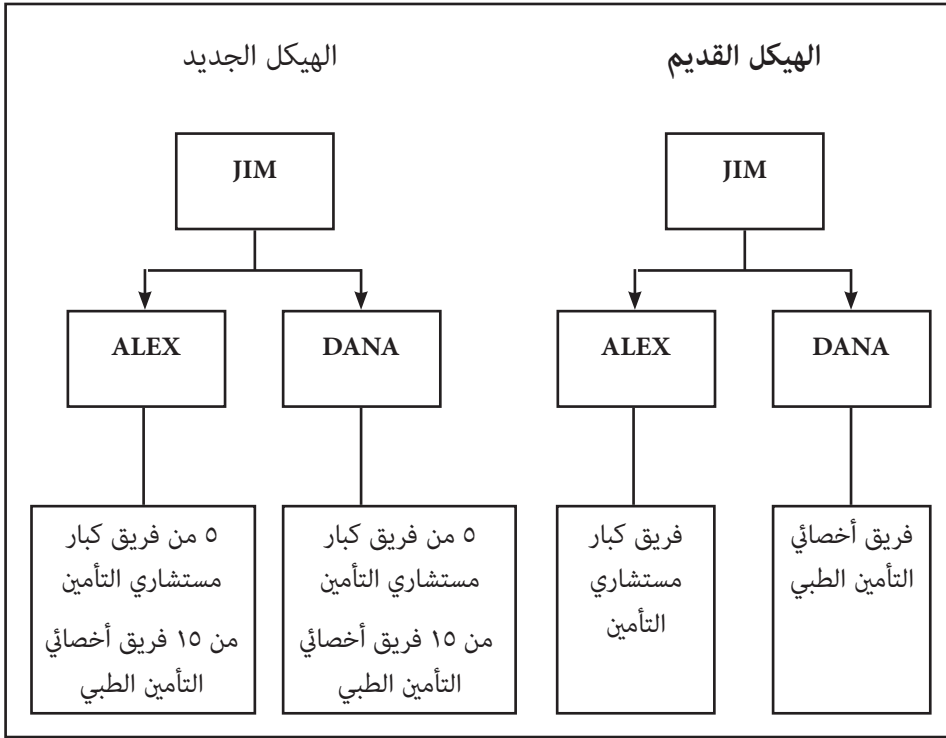 الهيكل القديم
JIM
DANA
ALEX
فريق أخصائي
التأمين الطبي
فريق كبار
مستشاري
التأمين
الهيكل الجديد
JIM
DANA
ALEX
٥ من فريق كبار
مستشاري التأمين
من ١٥ فريق أخصائي
التأمين الطبي
٥ من فريق كبار
مستشاري التأمين
من ١٥ فريق أخصائي
التأمين الطبي